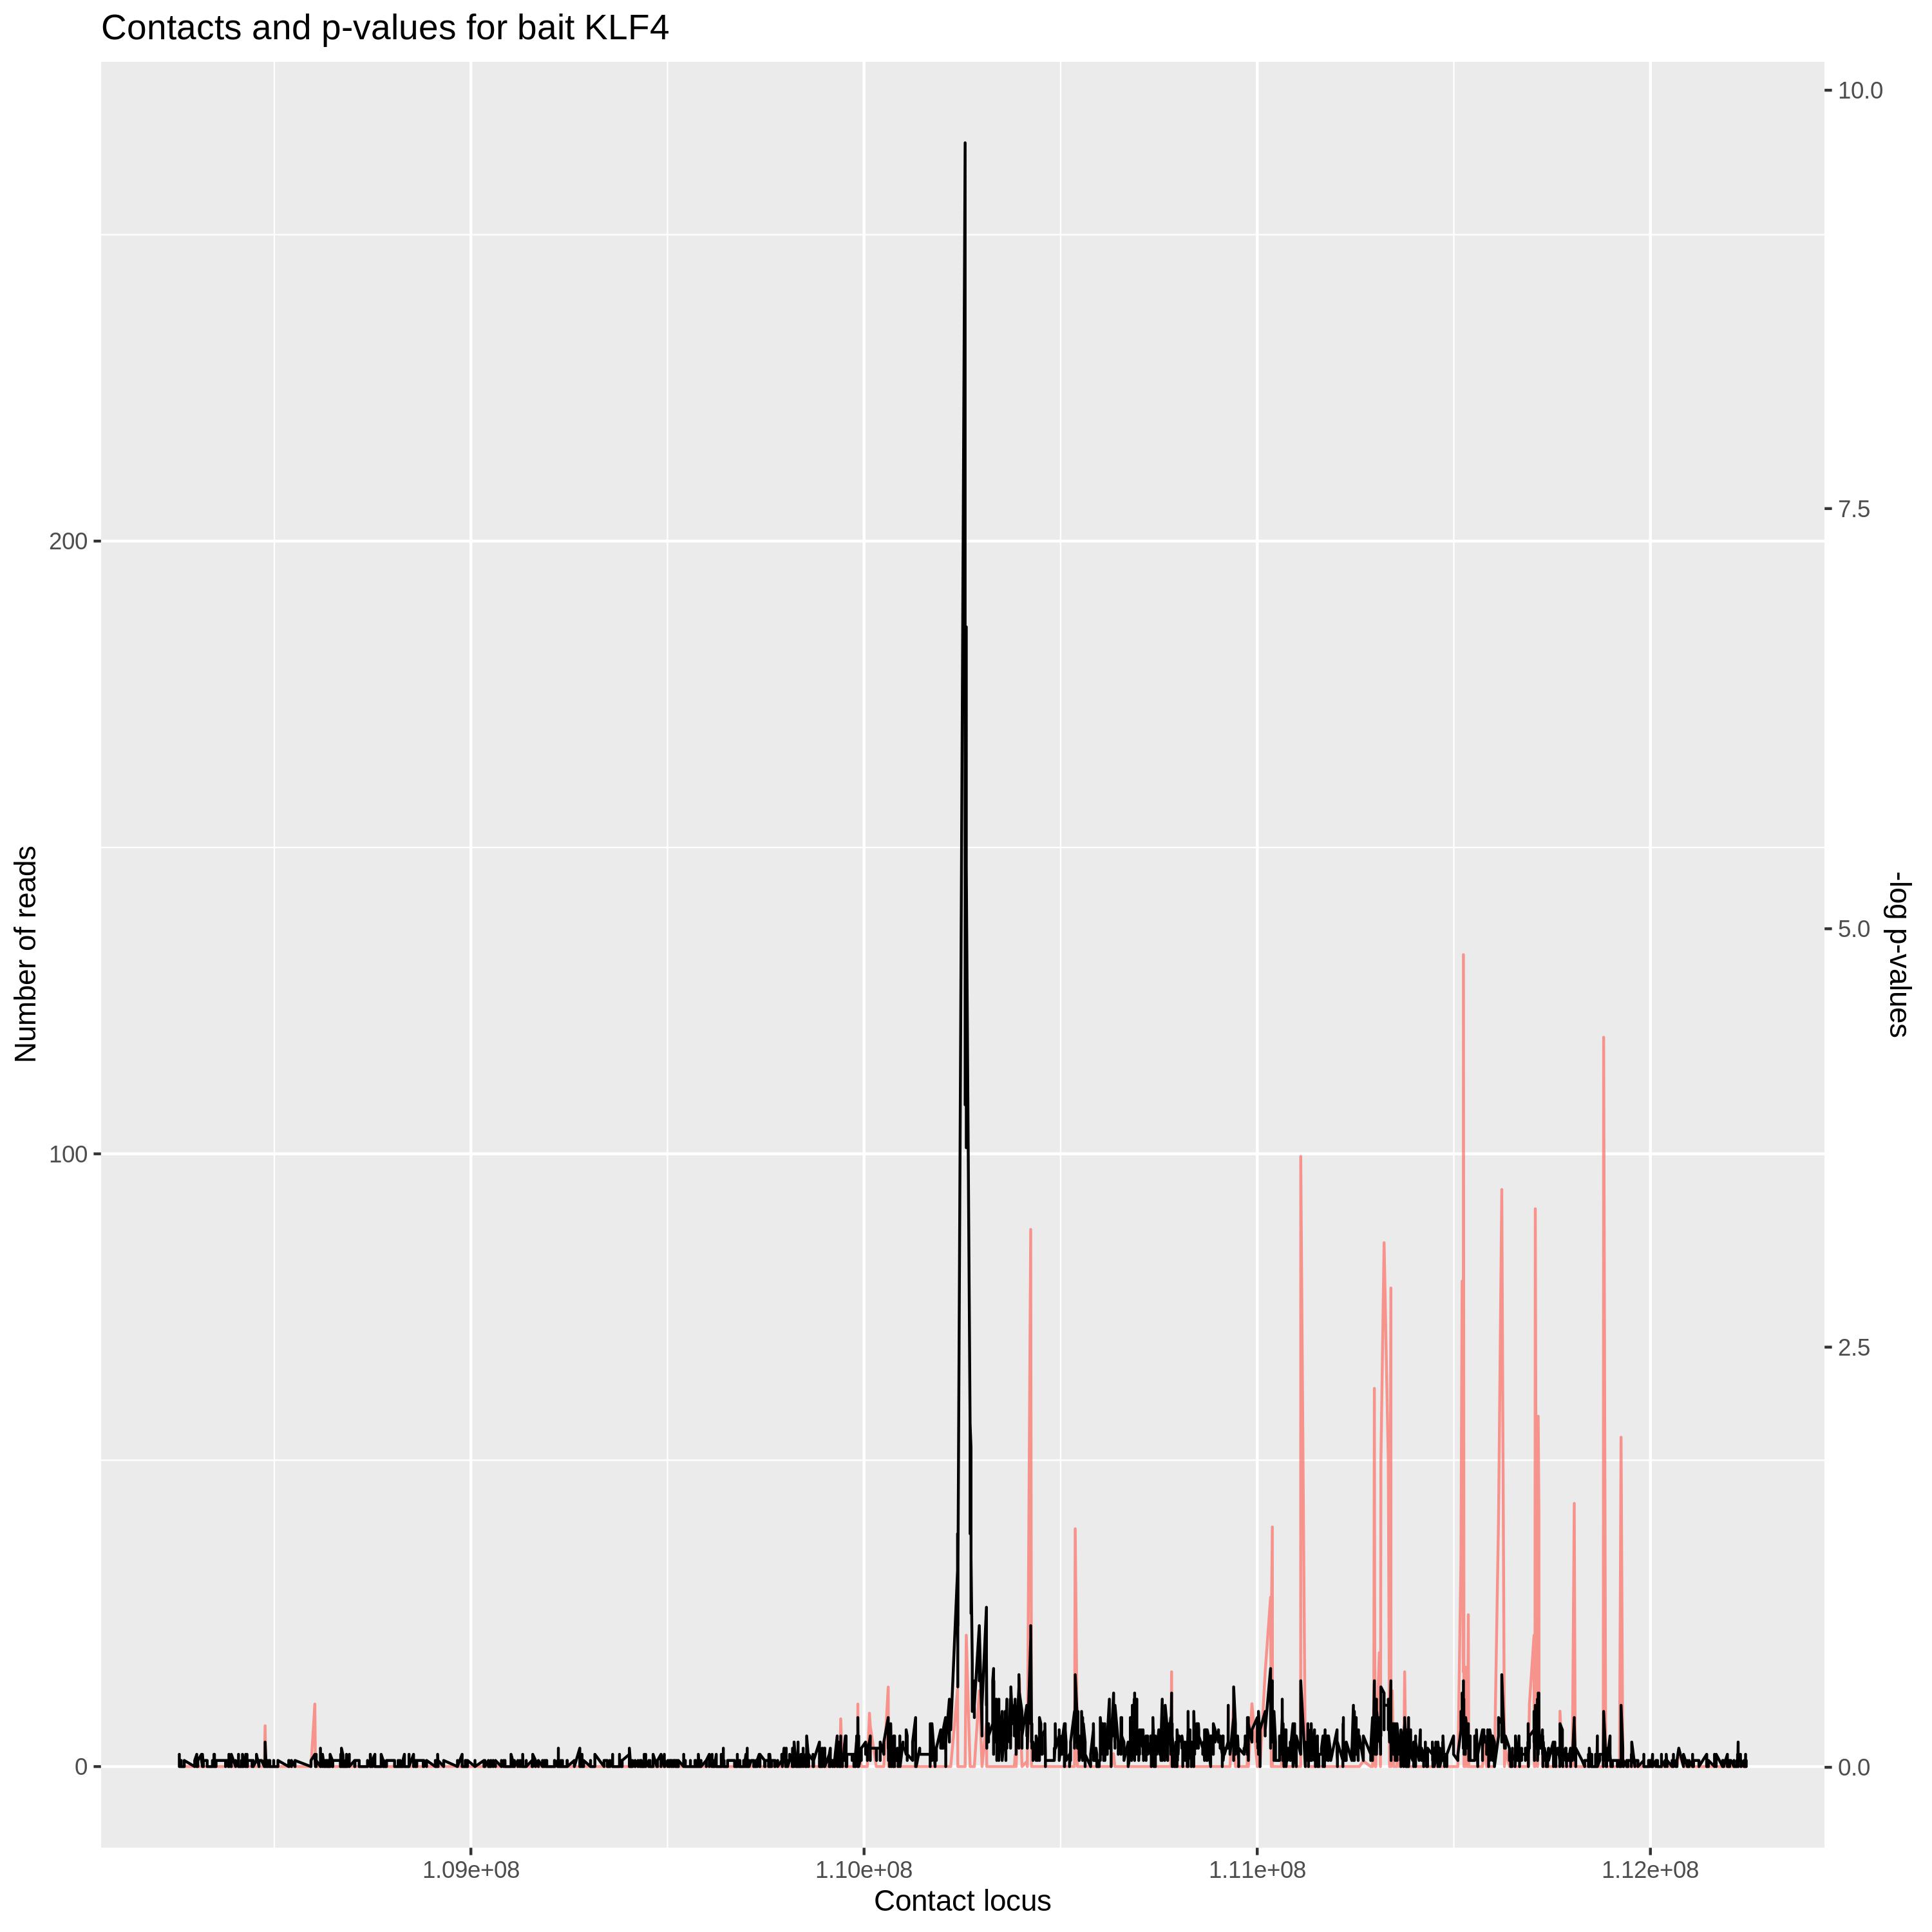 Contacts and p-values for bait KLF4
Number of reads
200
100
0
10.0
7.5
5.0
2.5
0.0
-log p-values
1.09e+08
1.10e+08
1.11e+08
1.12e+08
Contact locus